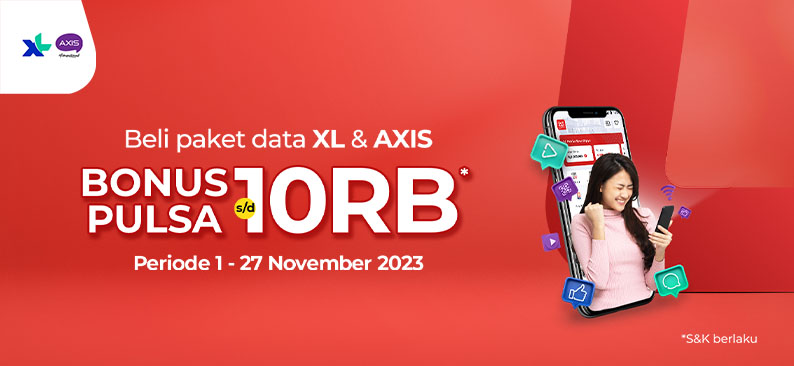 XL AXIS
Beli paket data XL & AXIS
BONUS
PULSA s/d 10RB*
Periode 1 - 27 November 2023
*S&K berlaku